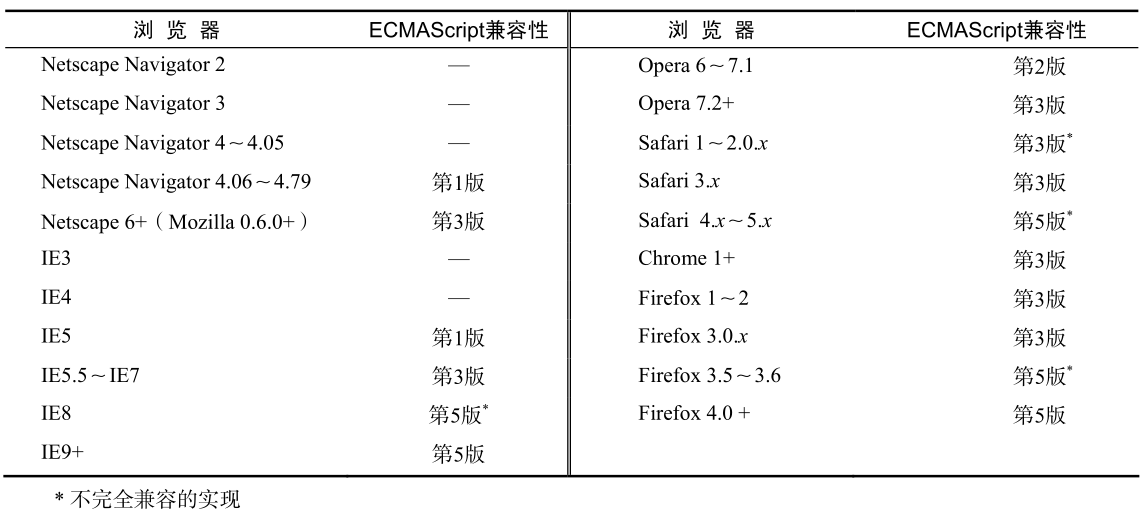 浏 览 器 ECMAScript兼容性 浏 览 器 ECMAScript兼容性
Netscape Navigator 2 — Opera 6～7.1 第2版
Netscape Navigator 3 — Opera 7.2+ 第3版
Netscape Navigator 4～4.05 — Safari 1～2.0.x 第3版*
Netscape Navigator 4.06～4.79 第1版 Safari 3.x 第3版
Netscape 6+（Mozilla 0.6.0+） 第3版 Safari 4.x～5.x 第5版*
IE3 — Chrome 1+ 第3版
IE4 — Firefox 1～2 第3版
IE5 第1版 Firefox 3.0.x 第3版
IE5.5～IE7 第3版 Firefox 3.5～3.6 第5版*
IE8 第5版* Firefox 4.0 + 第5版
IE9+ 第5版
* 不完全兼容的实现